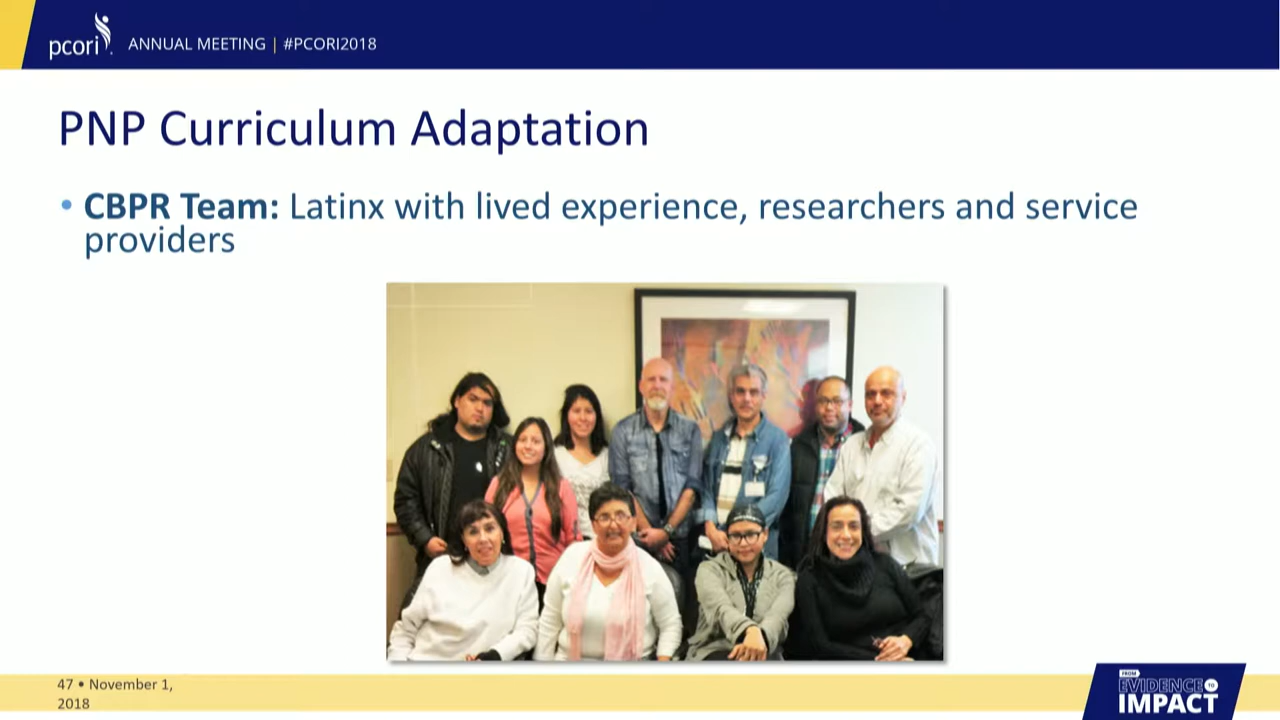 pcori
ANNUAL MEETING | #PCORI2018
PNP Curriculum Adaptation
• CBPR Team: Latinx with lived experience, researchers and service
providers
47 • November 1,
2018
FROM
EVIDENCE TO
IMPACT